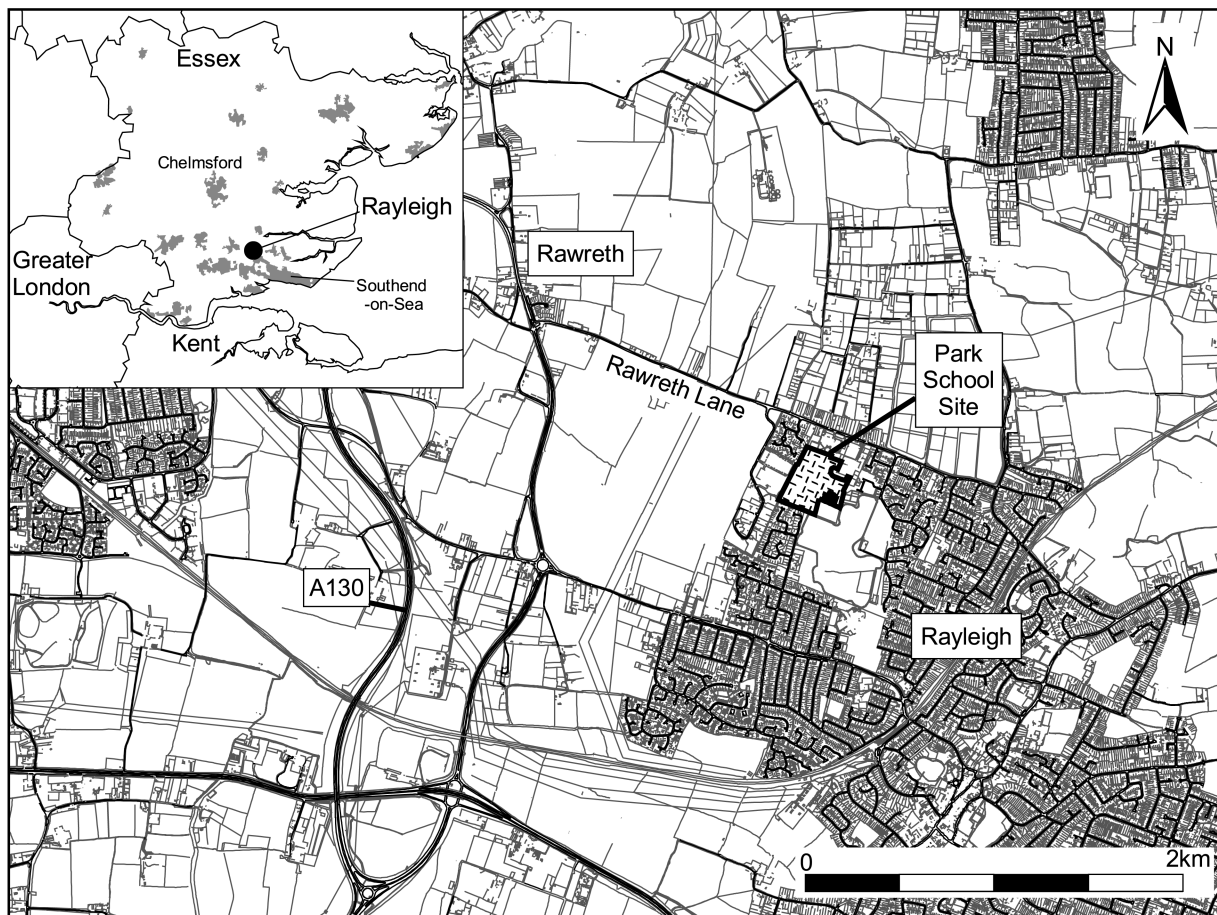 Essex
Chelmsford
Rayleigh
Greater
London
Southend
-on-Sea
Kent
N
Rawreth
Rawreth Lane
Park
School
Site
A130
Rayleigh
0
2km